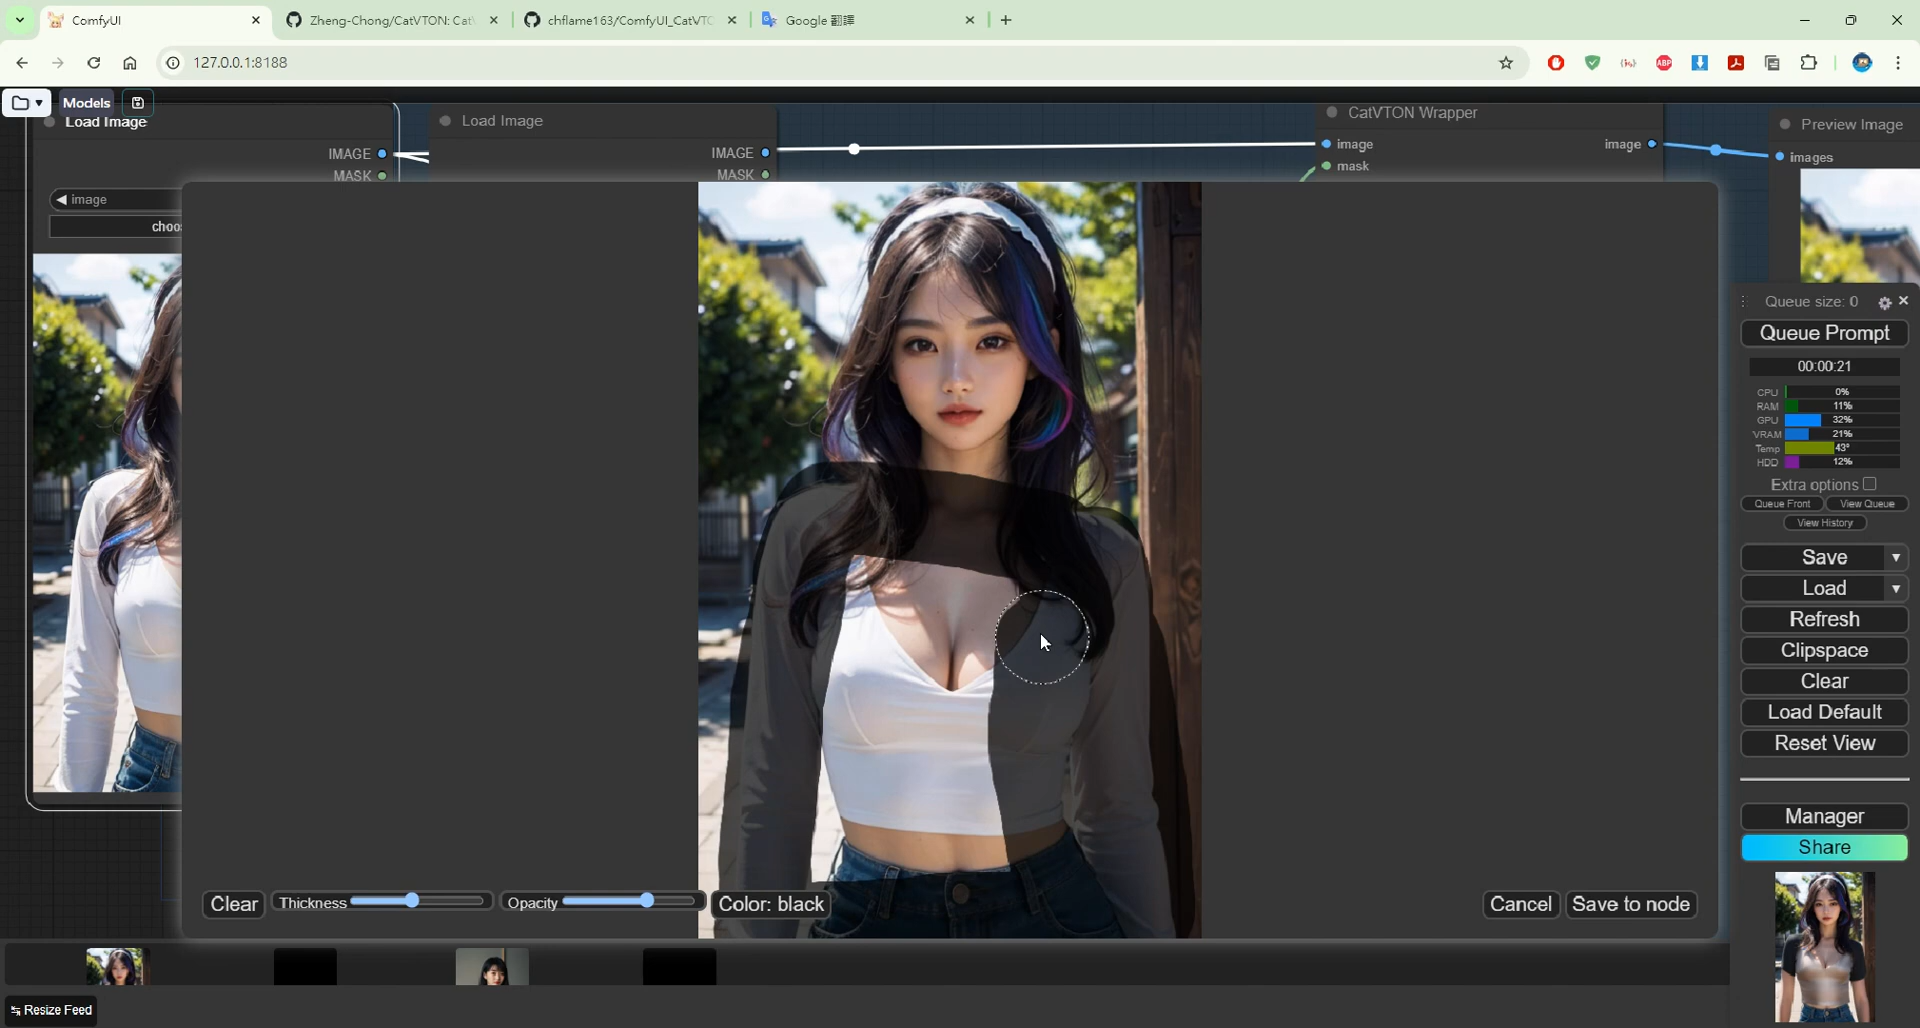 ComfyUI
Zheng-Chong/CatVTON: Cat
chflame163/ComfyUI_CatVTO
Google 翻譯
127.0.0.1:8188
Models
Load Image
Load Image
CatVTON Wrapper
Preview Image
IMAGE
MASK
IMAGE
MASK
image
mask
image
images
image
choo
Queue size: 0
Queue Prompt
00:00:21
CPU 0%
RAM 11%
GPU 32%
VRAM 21%
Temp 43°
HDD 12%
Extra options
Queue Front
View Queue
View History
Save
Load
Refresh
Clipspace
Clear
Load Default
Reset View
Manager
Share
Clear
Thickness
Opacity
Color: black
Cancel
Save to node
Resize Feed